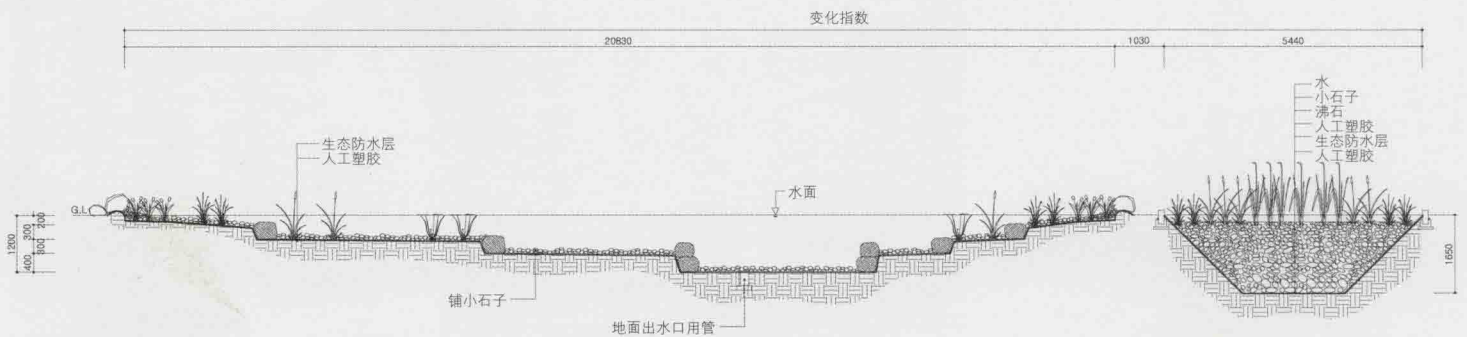 变化指数
20830
1030
5440
水
小石子
沸石
人工塑胶
生态防水层
人工塑胶
生态防水层
人工塑胶
水面
G.L
200
300
300
400
1200
1650
铺小石子
地面出水口用管